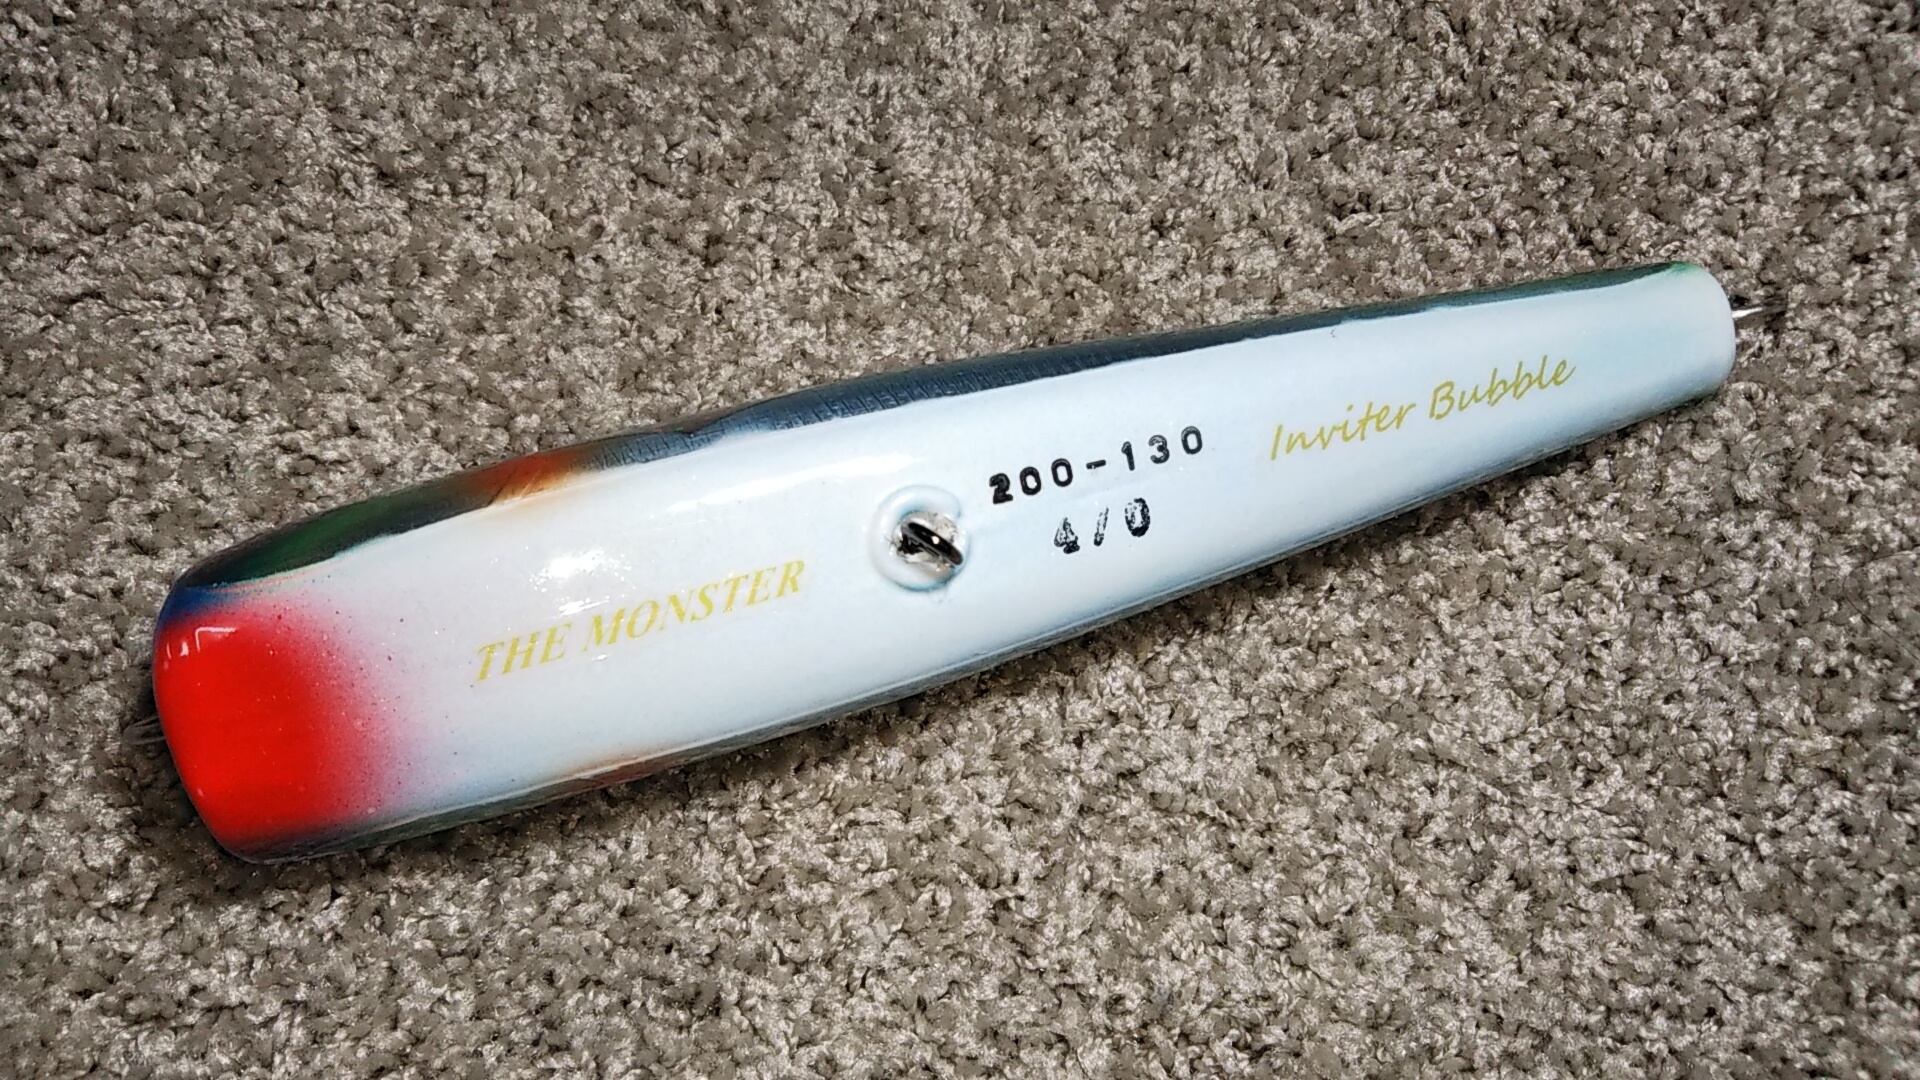 THE MONSTER
200-130
4/0
Inviter Bubble